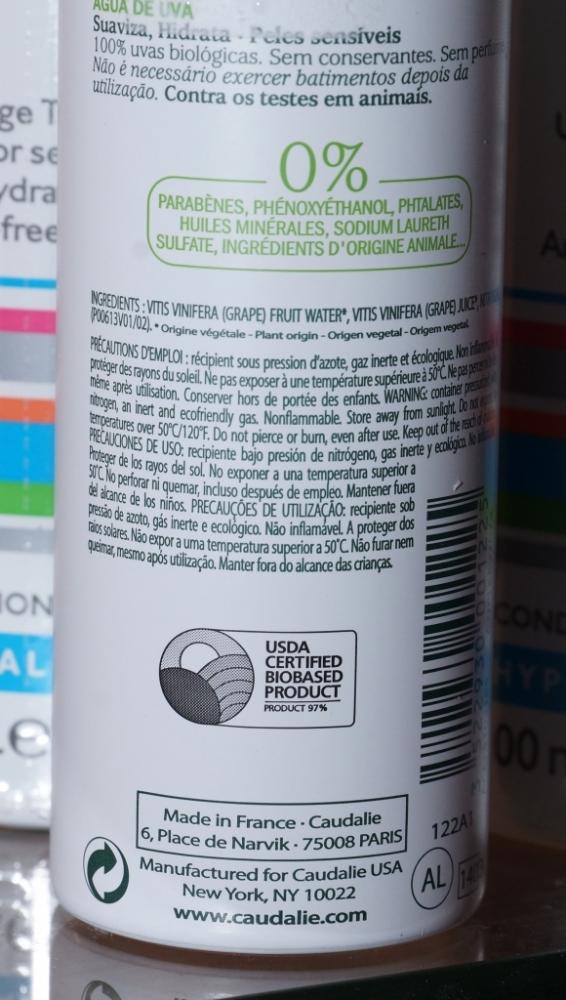 ÁGUA DE UVA
Suaviza, Hidrata - Peles sensíveis
100% uvas biológicas. Sem conservantes. Sem
Não é necessário exercer batimentos depois da
utilização. Contra os testes em animais.
0%
PARABÈNES, PHÉNOXYÉTHANOL, PHTALATES,
HUILES MINÉRALES, SODIUM LAURETH
SULFATE, INGRÉDIENTS D'ORIGINE ANIMALE...
INGREDIENTS : VITIS VINIFERA (GRAPE) FRUIT WATER*, VITIS VINIFERA (GRAPE) JUICE*,
(P00613V01/02). * Origine végétale - Plant origin - Origen vegetal - Origem vegetal
PRÉCAUTIONS D'EMPLOI : récipient sous pression d'azote, gaz inerte et écologique. Non
protéger des rayons du soleil. Ne pas exposer à une température supérieure à 50°C. Ne pas
même après utilisation. Conserver hors de portée des enfants. WARNING: container
nitrogen, an inert and ecofriendly gas. Nonflammable. Store away from sunlight. Do not
temperatures over 50°C/120°F. Do not pierce or burn, even after use. Keep out of the reach of
PRECAUCIONES DE USO: recipiente bajo presión de nitrógeno, gas inerte y ecológico. No
Proteger de los rayos del sol. No exponer a una temperatura superior a
50°C. No perforar ni quemar, incluso después de empleo. Mantener fuera
del alcance de los niños. PRECAUÇÕES DE UTILIZAÇÃO: recipiente sob
pressão de azoto, gás inerte e ecológico. Não inflamável. A proteger dos
raios solares. Não expor a uma temperatura superior a 50°C. Não furar nem
queimar, mesmo após utilização. Manter fora do alcance das crianças.
USDA
CERTIFIED
BIOBASED
PRODUCT
PRODUCT 97%
Made in France · Caudalie
6, Place de Narvik · 75008 PARIS
122A1
Manufactured for Caudalie USA
New York, NY 10022
www.caudalie.com
AL
free